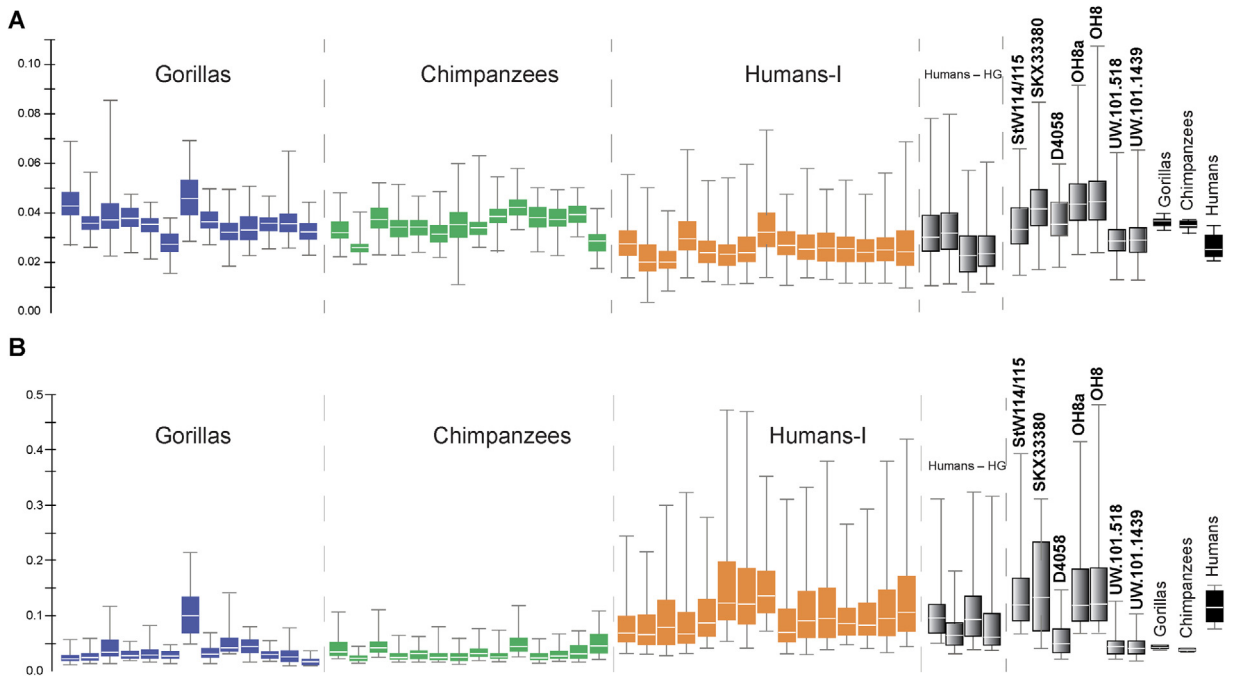 A
Gorillas
Chimpanzees
Humans-I
Humans – HG
StW114/115
SKX33380
D4058
OH8a
OH8
UW.101.518
UW.101.1439
Gorillas
Chimpanzees
Humans
0.10
0.08
0.06
0.04
0.02
0.00
B
Gorillas
Chimpanzees
Humans-I
Humans – HG
StW114/115
SKX33380
D4058
OH8a
OH8
UW.101.518
UW.101.1439
Gorillas
Chimpanzees
Humans
0.5
0.4
0.3
0.2
0.1
0.0